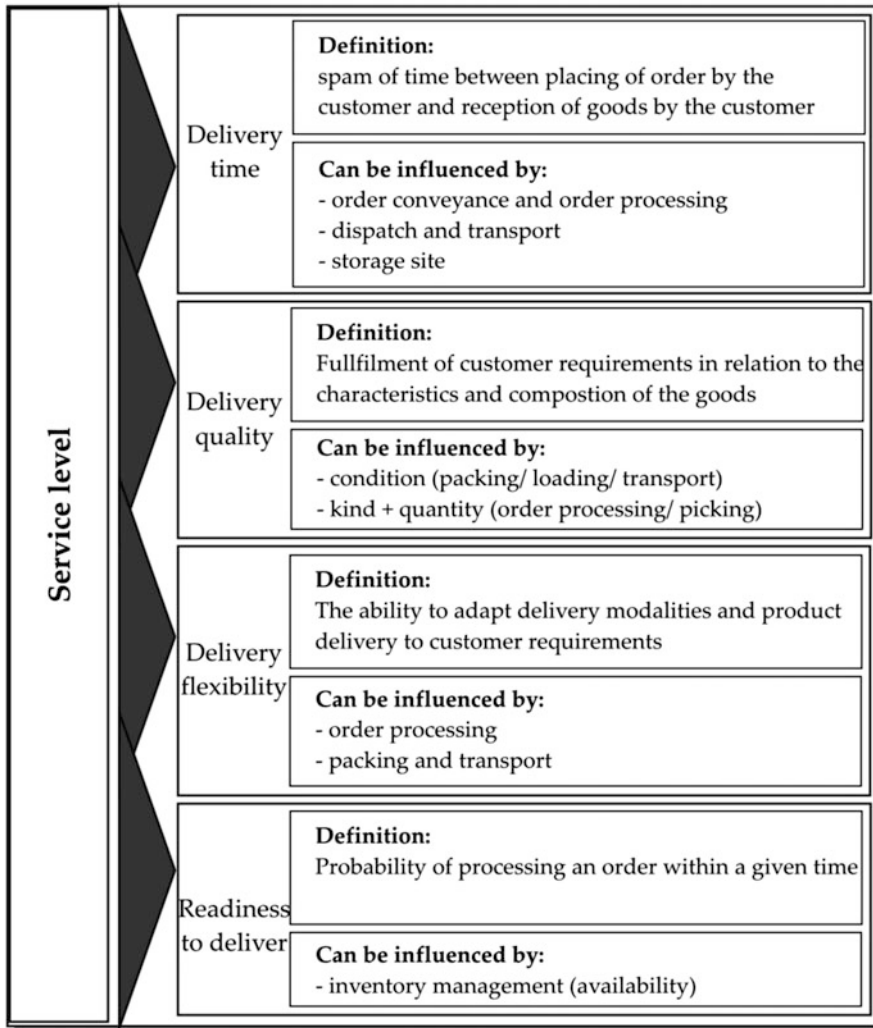 Service level
Delivery
time
Definition:
spam of time between placing of order by the
customer and reception of goods by the customer
Can be influenced by:
- order conveyance and order processing
- dispatch and transport
- storage site
Delivery
quality
Definition:
Fullfilment of customer requirements in relation to the
characteristics and compostion of the goods
Can be influenced by:
- condition (packing/ loading/ transport)
- kind + quantity (order processing/ picking)
Delivery
flexibility
Definition:
The ability to adapt delivery modalities and product
delivery to customer requirements
Can be influenced by:
- order processing
- packing and transport
Readiness
to deliver
Definition:
Probability of processing an order within a given time
Can be influenced by:
- inventory management (availability)